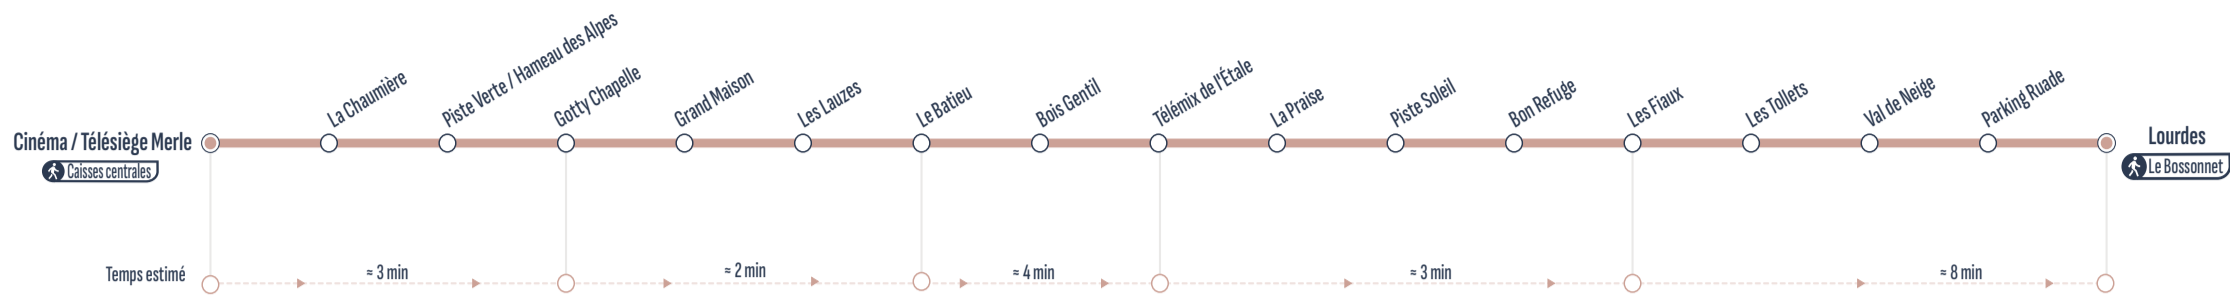 Cinéma / Télésiège Merle
Caisses centrales
La Chaumière
Piste Verte / Hameau des Alpes
Gotty Chapelle
Grand Maison
Les Lauzes
Le Batieu
Bois Gentil
Télémix de l'Étale
La Praise
Piste Soleil
Bon Refuge
Les Fiaux
Les Tollets
Val de Neige
Parking Ruade
Lourdes
Le Bossonnet
Temps estimé
≈ 3 min
≈ 2 min
≈ 4 min
≈ 3 min
≈ 8 min